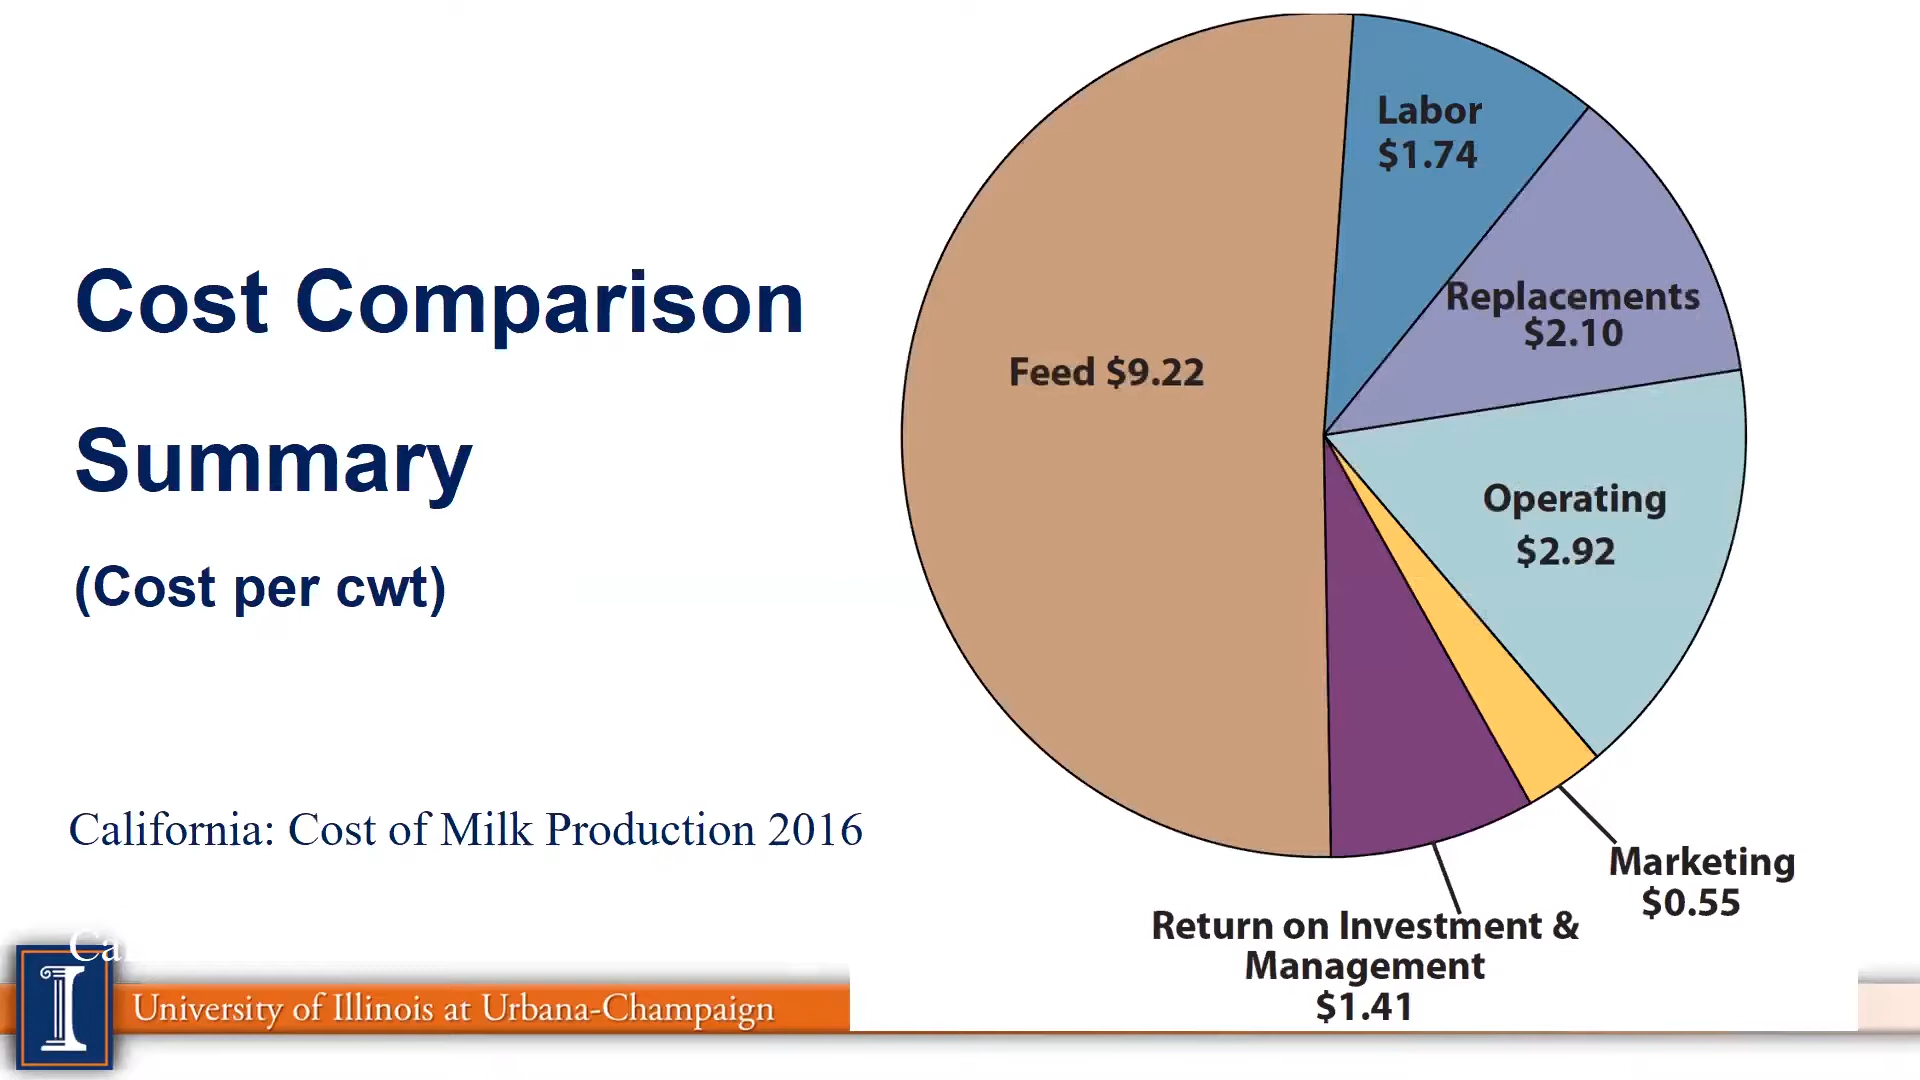 Cost Comparison
Summary
(Cost per cwt)
California: Cost of Milk Production 2016
Labor
$1.74
Replacements
$2.10
Feed $9.22
Operating
$2.92
Marketing
$0.55
Return on Investment &
Management
$1.41
Ca
I
University of Illinois at Urbana-Champaign